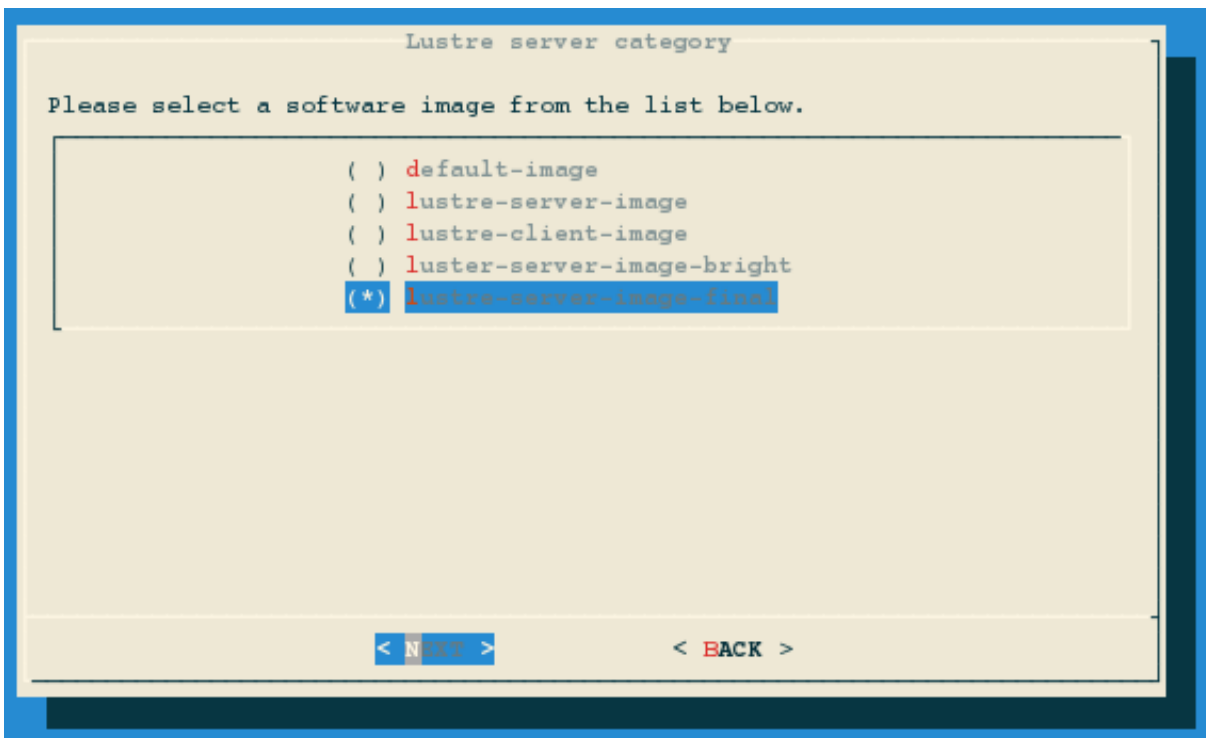 Lustre server category
Please select a software image from the list below.
( ) default-image
( ) lustre-server-image
( ) lustre-client-image
( ) luster-server-image-bright
(*) lustre-server-image-final
< NEXT > < BACK >